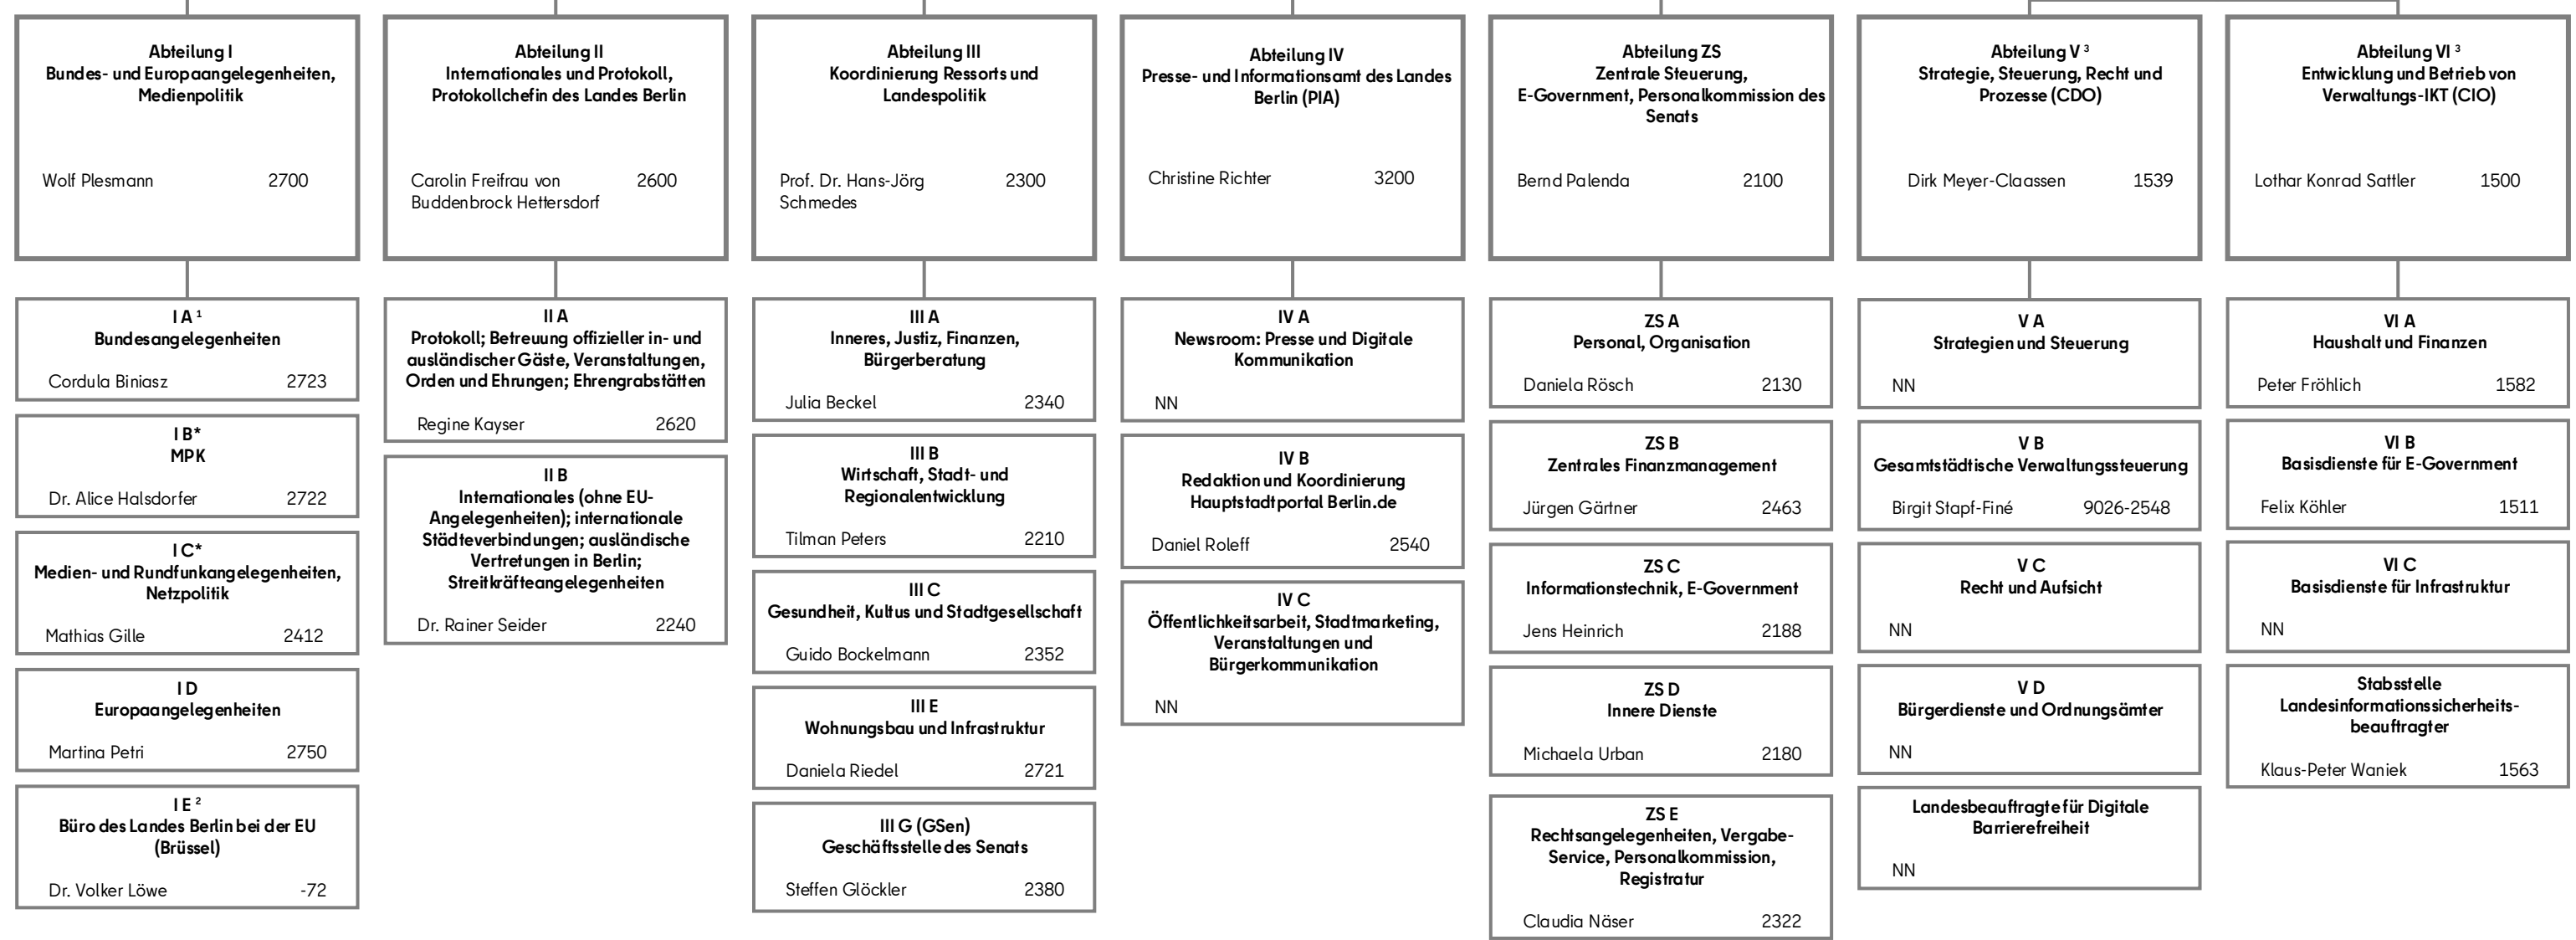 Abteilung I
Bundes- und Europaangelegenheiten,
Medienpolitik
Wolf Plesmann 2700
I A ¹
Bundesangelegenheiten
Cordula Biniasz 2723
I B*
MPK
Dr. Alice Halsdorfer 2722
I C*
Medien- und Rundfunkangelegenheiten,
Netzpolitik
Mathias Gille 2412
I D
Europaangelegenheiten
Martina Petri 2750
I E ²
Büro des Landes Berlin bei der EU
(Brüssel)
Dr. Volker Löwe -72
Abteilung II
Internationales und Protokoll,
Protokollchefin des Landes Berlin
Carolin Freifrau von 2600
Buddenbrock Hettersdorf
II A
Protokoll; Betreuung offizieller in- und
ausländischer Gäste, Veranstaltungen,
Orden und Ehrungen; Ehrengrabstätten
Regine Kayser 2620
II B
Internationales (ohne EU-
Angelegenheiten); internationale
Städteverbindungen; ausländische
Vertretungen in Berlin;
Streitkräfteangelegenheiten
Dr. Rainer Seider 2240
Abteilung III
Koordinierung Ressorts und
Landespolitik
Prof. Dr. Hans-Jörg 2300
Schmedes
III A
Inneres, Justiz, Finanzen,
Bürgerberatung
Julia Beckel 2340
III B
Wirtschaft, Stadt- und
Regionalentwicklung
Tilman Peters 2210
III C
Gesundheit, Kultus und Stadtgesellschaft
Guido Bockelmann 2352
III E
Wohnungsbau und Infrastruktur
Daniela Riedel 2721
III G (GSen)
Geschäftsstelle des Senats
Steffen Glöckler 2380
Abteilung IV
Presse- und Informationsamt des Landes
Berlin (PIA)
Christine Richter 3200
IV A
Newsroom: Presse und Digitale
Kommunikation
NN
IV B
Redaktion und Koordinierung
Hauptstadtportal Berlin.de
Daniel Roleff 2540
IV C
Öffentlichkeitsarbeit, Stadtmarketing,
Veranstaltungen und
Bürgerkommunikation
NN
Abteilung ZS
Zentrale Steuerung,
E-Government, Personalkommission des
Senats
Bernd Palenda 2100
ZS A
Personal, Organisation
Daniela Rösch 2130
ZS B
Zentrales Finanzmanagement
Jürgen Gärtner 2463
ZS C
Informationstechnik, E-Government
Jens Heinrich 2188
ZS D
Innere Dienste
Michaela Urban 2180
ZS E
Rechtsangelegenheiten, Vergabe-
Service, Personalkommission,
Registratur
Claudia Näser 2322
Abteilung V ³
Strategie, Steuerung, Recht und
Prozesse (CDO)
Dirk Meyer-Claassen 1539
V A
Strategien und Steuerung
NN
V B
Gesamtstädtische Verwaltungssteuerung
Birgit Stapf-Finé 9026-2548
V C
Recht und Aufsicht
NN
V D
Bürgerdienste und Ordnungsämter
NN
Landesbeauftragte für Digitale
Barrierefreiheit
NN
Abteilung VI ³
Entwicklung und Betrieb von
Verwaltungs-IKT (CIO)
Lothar Konrad Sattler 1500
VI A
Haushalt und Finanzen
Peter Fröhlich 1582
VI B
Basisdienste für E-Government
Felix Köhler 1511
VI C
Basisdienste für Infrastruktur
NN
Stabsstelle
Landesinformationssicherheits-
beauftragter
Klaus-Peter Waniek 1563